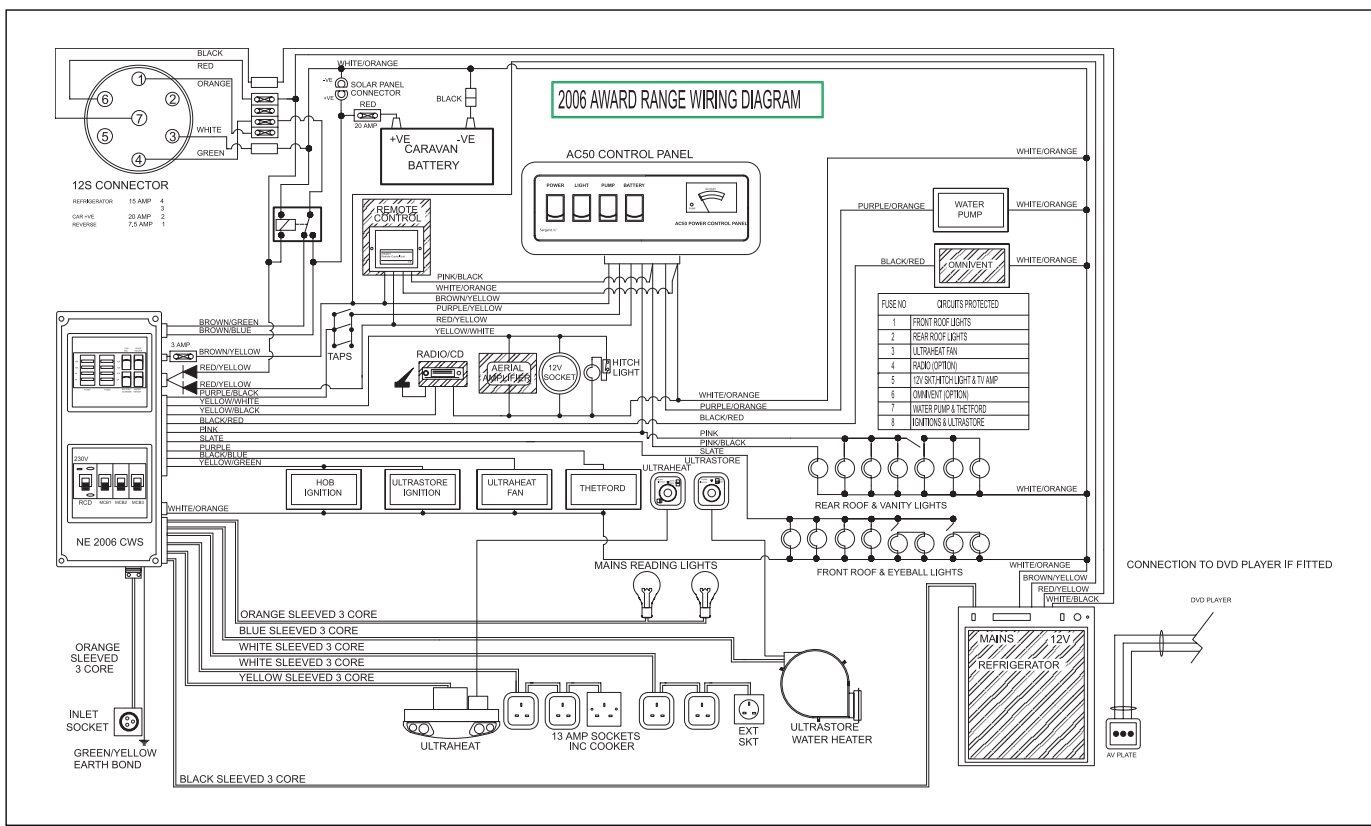 BLACK
RED
ORANGE
WHITE
GREEN
1
2
3
4
5
6
7
12S CONNECTOR
REFRIGERATOR 15 AMP 4
3
CAR +VE 20 AMP 2
REVERSE 7,5 AMP 1
WHITE/ORANGE
-VE
SOLAR PANEL
CONNECTOR
+VE
RED
20 AMP
BLACK
+VE -VE
CARAVAN
BATTERY
2006 AWARD RANGE WIRING DIAGRAM
AC50 CONTROL PANEL
POWER LIGHT PUMP BATTERY
AC50 POWER CONTROL PANEL
REMOTE
CONTROL
WHITE/ORANGE
PURPLE/ORANGE
WATER
PUMP
WHITE/ORANGE
BLACK/RED
OMNIVENT
WHITE/ORANGE
PINK/BLACK
WHITE/ORANGE
BROWN/YELLOW
PURPLE/YELLOW
RED/YELLOW
YELLOW/WHITE
FUSE NO CIRCUITS PROTECTED
1 FRONT ROOF LIGHTS
2 REAR ROOF LIGHTS
3 ULTRAHEAT FAN
4 RADIO (OPTION)
5 12V SKT,HITCH LIGHT & TV AMP
6 OMNIVENT (OPTION)
7 WATER PUMP & THETFORD
8 IGNITIONS & ULTRASTORE
BROWN/GREEN
BROWN/BLUE
3 AMP
BROWN/YELLOW
RED/YELLOW
RED/YELLOW
PURPLE/BLACK
YELLOW/WHITE
YELLOW/BLACK
BLACK/RED
PINK
SLATE
PURPLE
BLACK/BLUE
YELLOW/GREEN
WHITE/ORANGE
TAPS
RADIO/CD
AERIAL
AMPLIFIER
12V
SOCKET
HITCH
LIGHT
WHITE/ORANGE
PURPLE/ORANGE
BLACK/RED
PINK
PINK/BLACK
SLATE
230V
RCD MCB1 MCB2 MCB3
NE 2006 CWS
HOB
IGNITION
ULTRASTORE
IGNITION
ULTRAHEAT
FAN
THETFORD
ULTRAHEAT
ULTRASTORE
WHITE/ORANGE
REAR ROOF & VANITY LIGHTS
FRONT ROOF & EYEBALL LIGHTS
WHITE/ORANGE
BROWN/YELLOW
RED/YELLOW
WHITE/BLACK
CONNECTION TO DVD PLAYER IF FITTED
DVD PLAYER
MAINS READING LIGHTS
ORANGE SLEEVED 3 CORE
BLUE SLEEVED 3 CORE
WHITE SLEEVED 3 CORE
WHITE SLEEVED 3 CORE
YELLOW SLEEVED 3 CORE
ORANGE
SLEEVED
3 CORE
INLET
SOCKET
GREEN/YELLOW
EARTH BOND
ULTRAHEAT
13 AMP SOCKETS
INC COOKER
EXT
SKT
ULTRASTORE
WATER HEATER
MAINS 12V
REFRIGERATOR
AV PLATE
BLACK SLEEVED 3 CORE